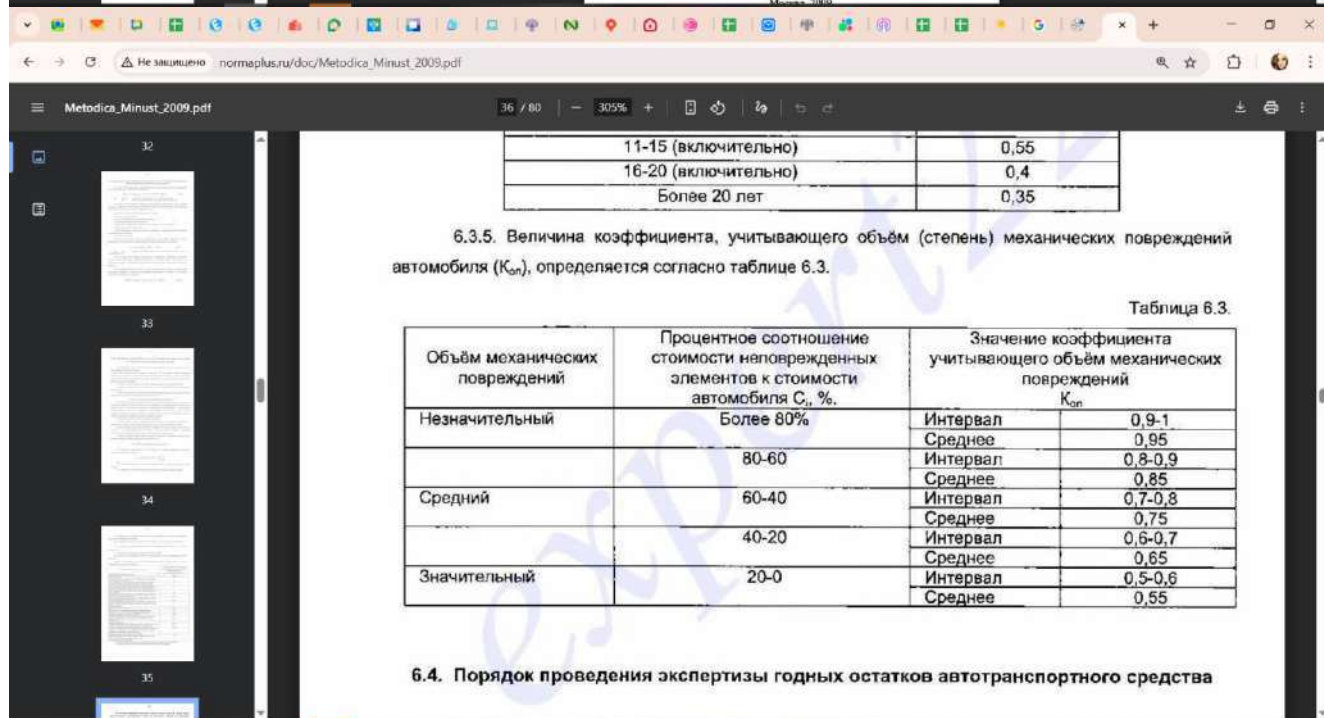 Москва, 2009
Не защищено
normaplus.ru/doc/Metodica_Minust_2009.pdf
Metodica_Minust_2009.pdf
36 / 80
305%
32
33
34
35
11-15 (включительно) 0,55
16-20 (включительно) 0,4
Более 20 лет 0,35
6.3.5. Величина коэффициента, учитывающего объём (степень) механических повреждений
автомобиля (Коп), определяется согласно таблице 6.3.
Таблица 6.3.
Объём механических повреждений
Процентное соотношение стоимости неповрежденных элементов к стоимости автомобиля Ci, %.
Значение коэффициента учитывающего объём механических повреждений Коп
Незначительный Более 80% Интервал 0,9-1
Среднее 0,95
80-60 Интервал 0,8-0,9
Среднее 0,85
Средний 60-40 Интервал 0,7-0,8
Среднее 0,75
40-20 Интервал 0,6-0,7
Среднее 0,65
Значительный 20-0 Интервал 0,5-0,6
Среднее 0,55
6.4. Порядок проведения экспертизы годных остатков автотранспортного средства